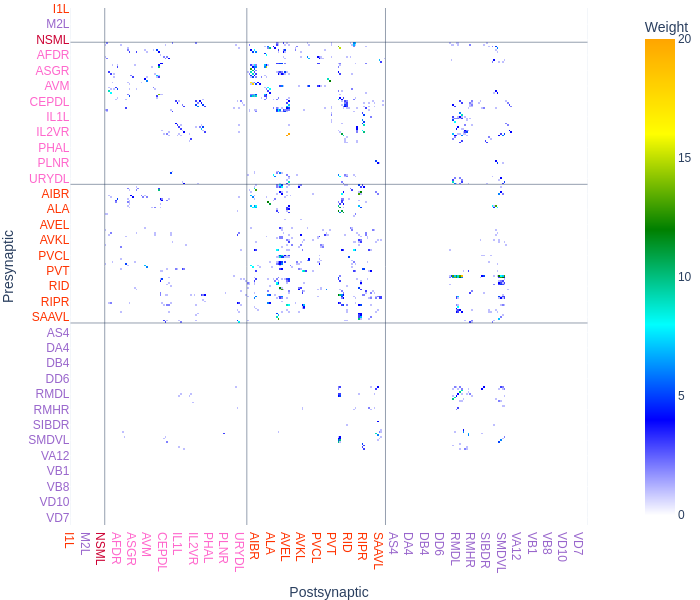 Weight
20
15
10
5
0
Presynaptic
I1L
M2L
NSML
AFDR
ASGR
AVM
CEPDL
IL1L
IL2VR
PHAL
PLNR
URYDL
AIBR
ALA
AVEL
AVKL
PVCL
PVT
RID
RIPR
SAAVL
AS4
DA4
DB4
DD6
RMDL
RMHR
SIBDR
SMDVL
VA12
VB1
VB8
VD10
VD7
I1L
M2L
NSML
AFDR
ASGR
AVM
CEPDL
IL1L
IL2VR
PHAL
PLNR
URYDL
AIBR
ALA
AVEL
AVKL
PVCL
PVT
RID
RIPR
SAAVL
AS4
DA4
DB4
DD6
RMDL
RMHR
SIBDR
SMDVL
VA12
VB1
VB8
VD10
VD7
Postsynaptic